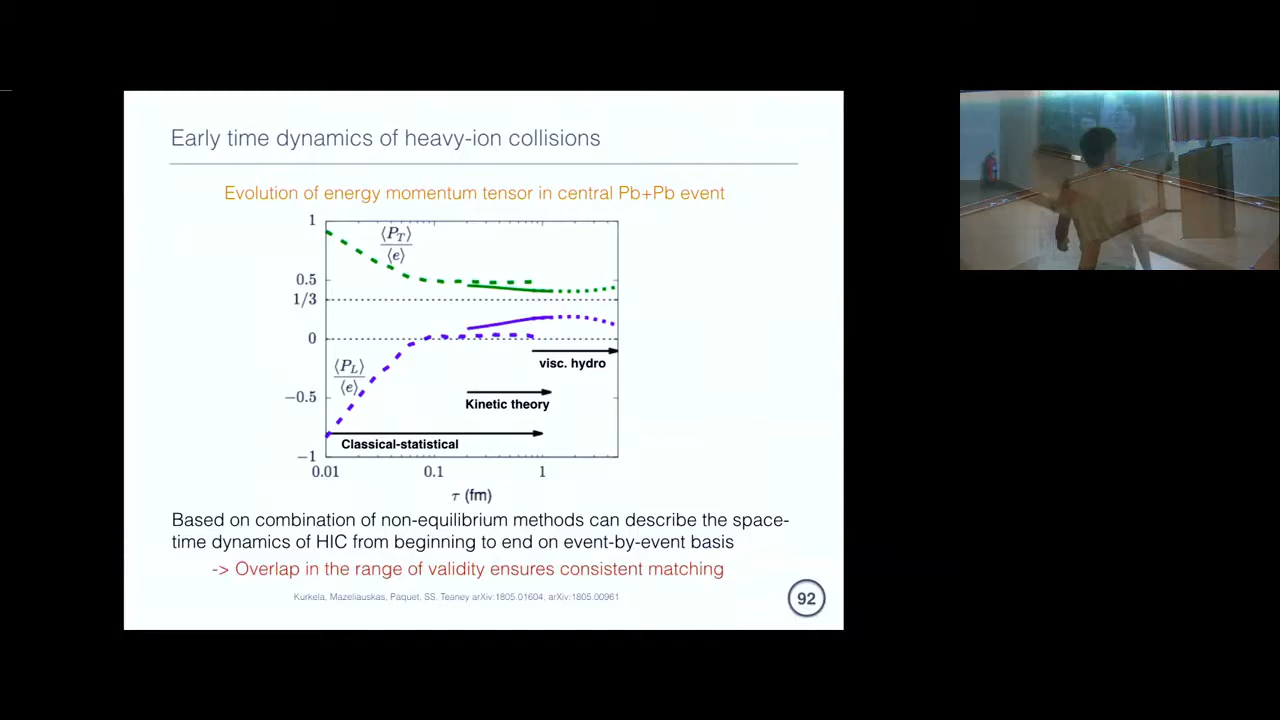 Early time dynamics of heavy-ion collisions
Evolution of energy momentum tensor in central Pb+Pb event
1
⟨P_T⟩
⟨e⟩
0.5
1/3
0
⟨P_L⟩
⟨e⟩
visc. hydro
−0.5
Kinetic theory
Classical-statistical
−1
0.01
0.1
1
τ (fm)
Based on combination of non-equilibrium methods can describe the space-
time dynamics of HIC from beginning to end on event-by-event basis
-> Overlap in the range of validity ensures consistent matching
Kurkela, Mazeliauskas, Paquet, SS, Teaney arXiv:1805.01604, arXiv:1805.00961
92